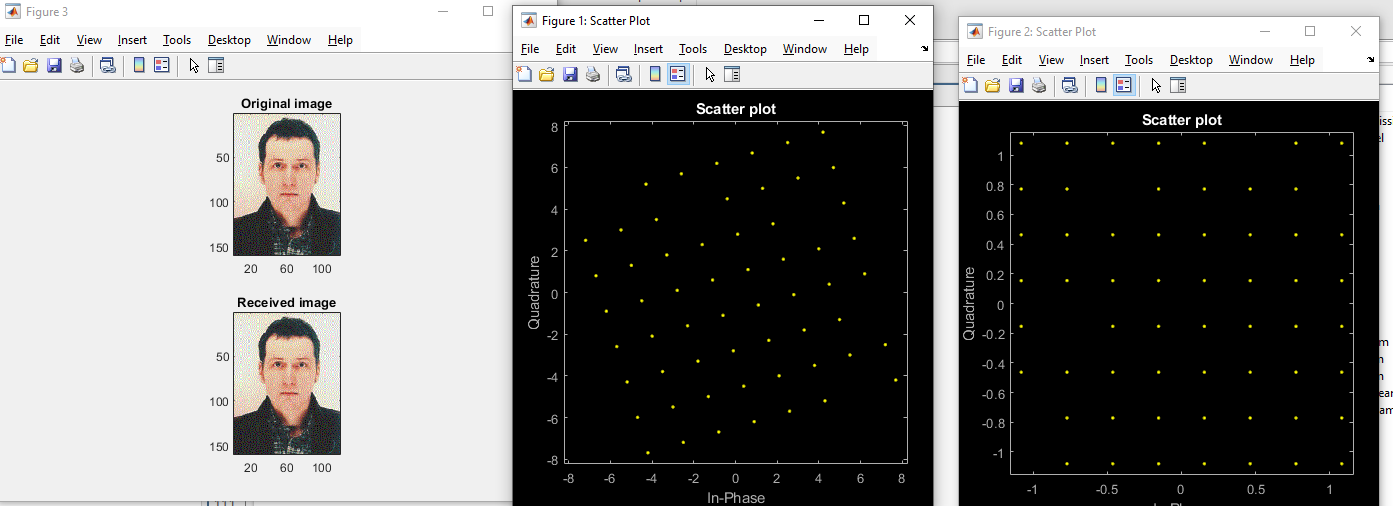 Figure 3
File Edit View Insert Tools Desktop Window Help
Original image
50
100
150
20 60 100
Received image
50
100
150
20 60 100
Figure 1: Scatter Plot
File Edit View Insert Tools Desktop Window Help
Scatter plot
8
6
4
2
0
-2
-4
-6
-8
Quadrature
-8 -6 -4 -2 0 2 4 6 8
In-Phase
Figure 2: Scatter Plot
File Edit View Insert Tools Desktop Window Help
Scatter plot
1
0.8
0.6
0.4
0.2
0
-0.2
-0.4
-0.6
-0.8
-1
Quadrature
-1 -0.5 0 0.5 1